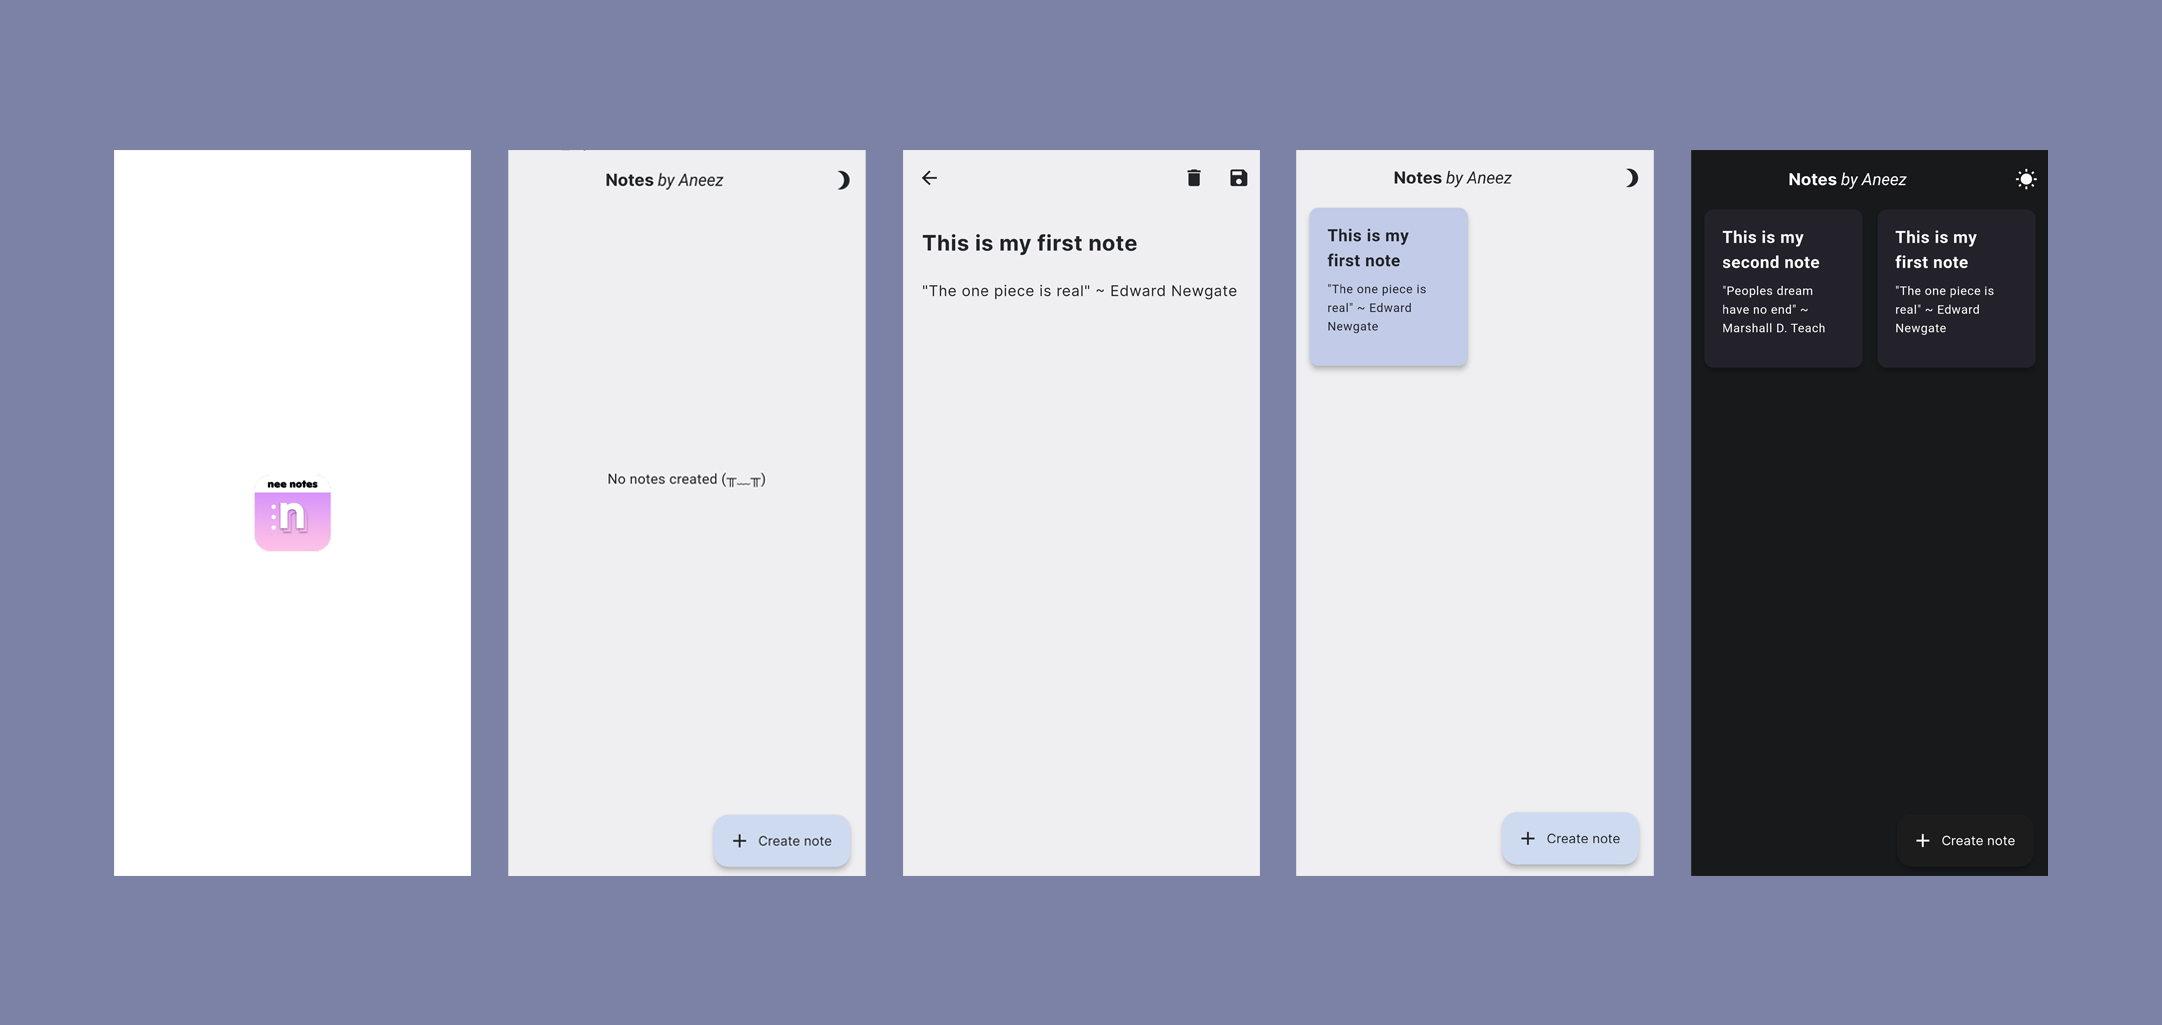 nee notes
:n
Notes by Aneez
No notes created (╥﹏╥)
+ Create note
This is my first note
"The one piece is real" ~ Edward Newgate
Notes by Aneez
This is my
first note
"The one piece is
real" ~ Edward
Newgate
+ Create note
Notes by Aneez
This is my
second note
"Peoples dream
have no end" ~
Marshall D. Teach
This is my
first note
"The one piece is
real" ~ Edward
Newgate
+ Create note